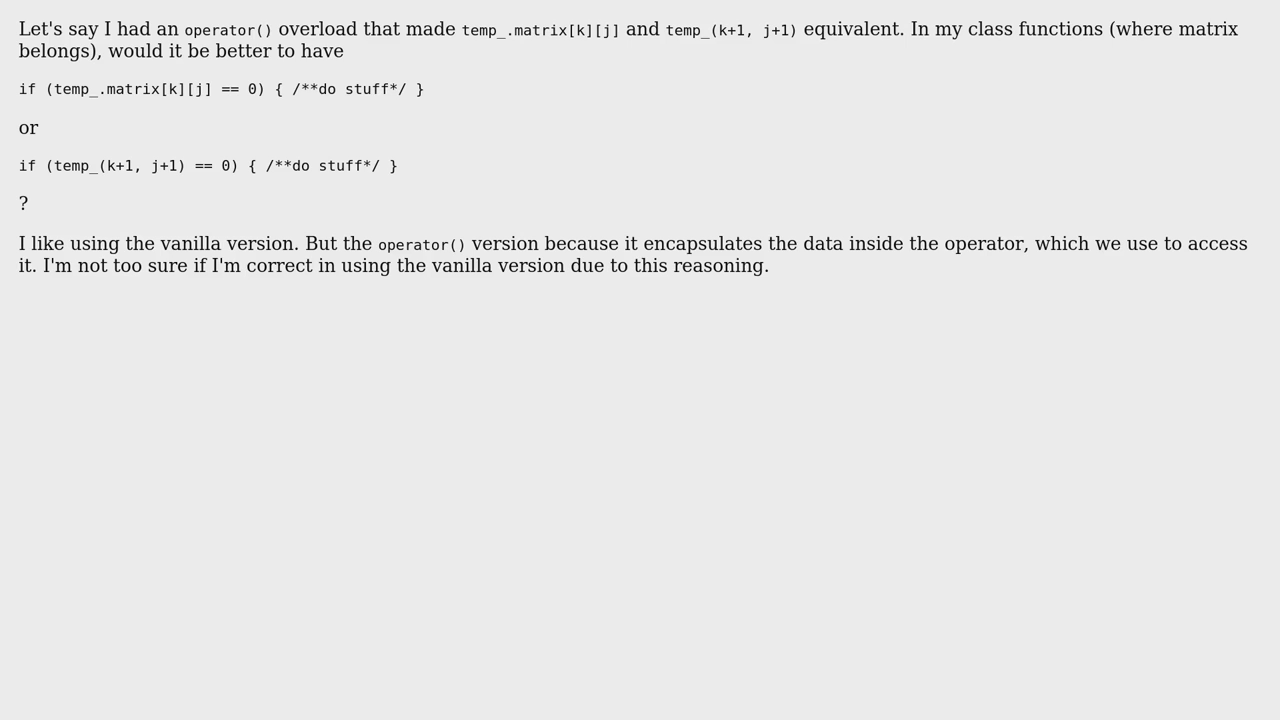 Let's say I had an operator() overload that made temp_.matrix[k][j] and temp_(k+1, j+1) equivalent. In my class functions (where matrix
belongs), would it be better to have
if (temp_.matrix[k][j] == 0) { /**do stuff*/ }
or
if (temp_(k+1, j+1) == 0) { /**do stuff*/ }
?
I like using the vanilla version. But the operator() version because it encapsulates the data inside the operator, which we use to access
it. I'm not too sure if I'm correct in using the vanilla version due to this reasoning.